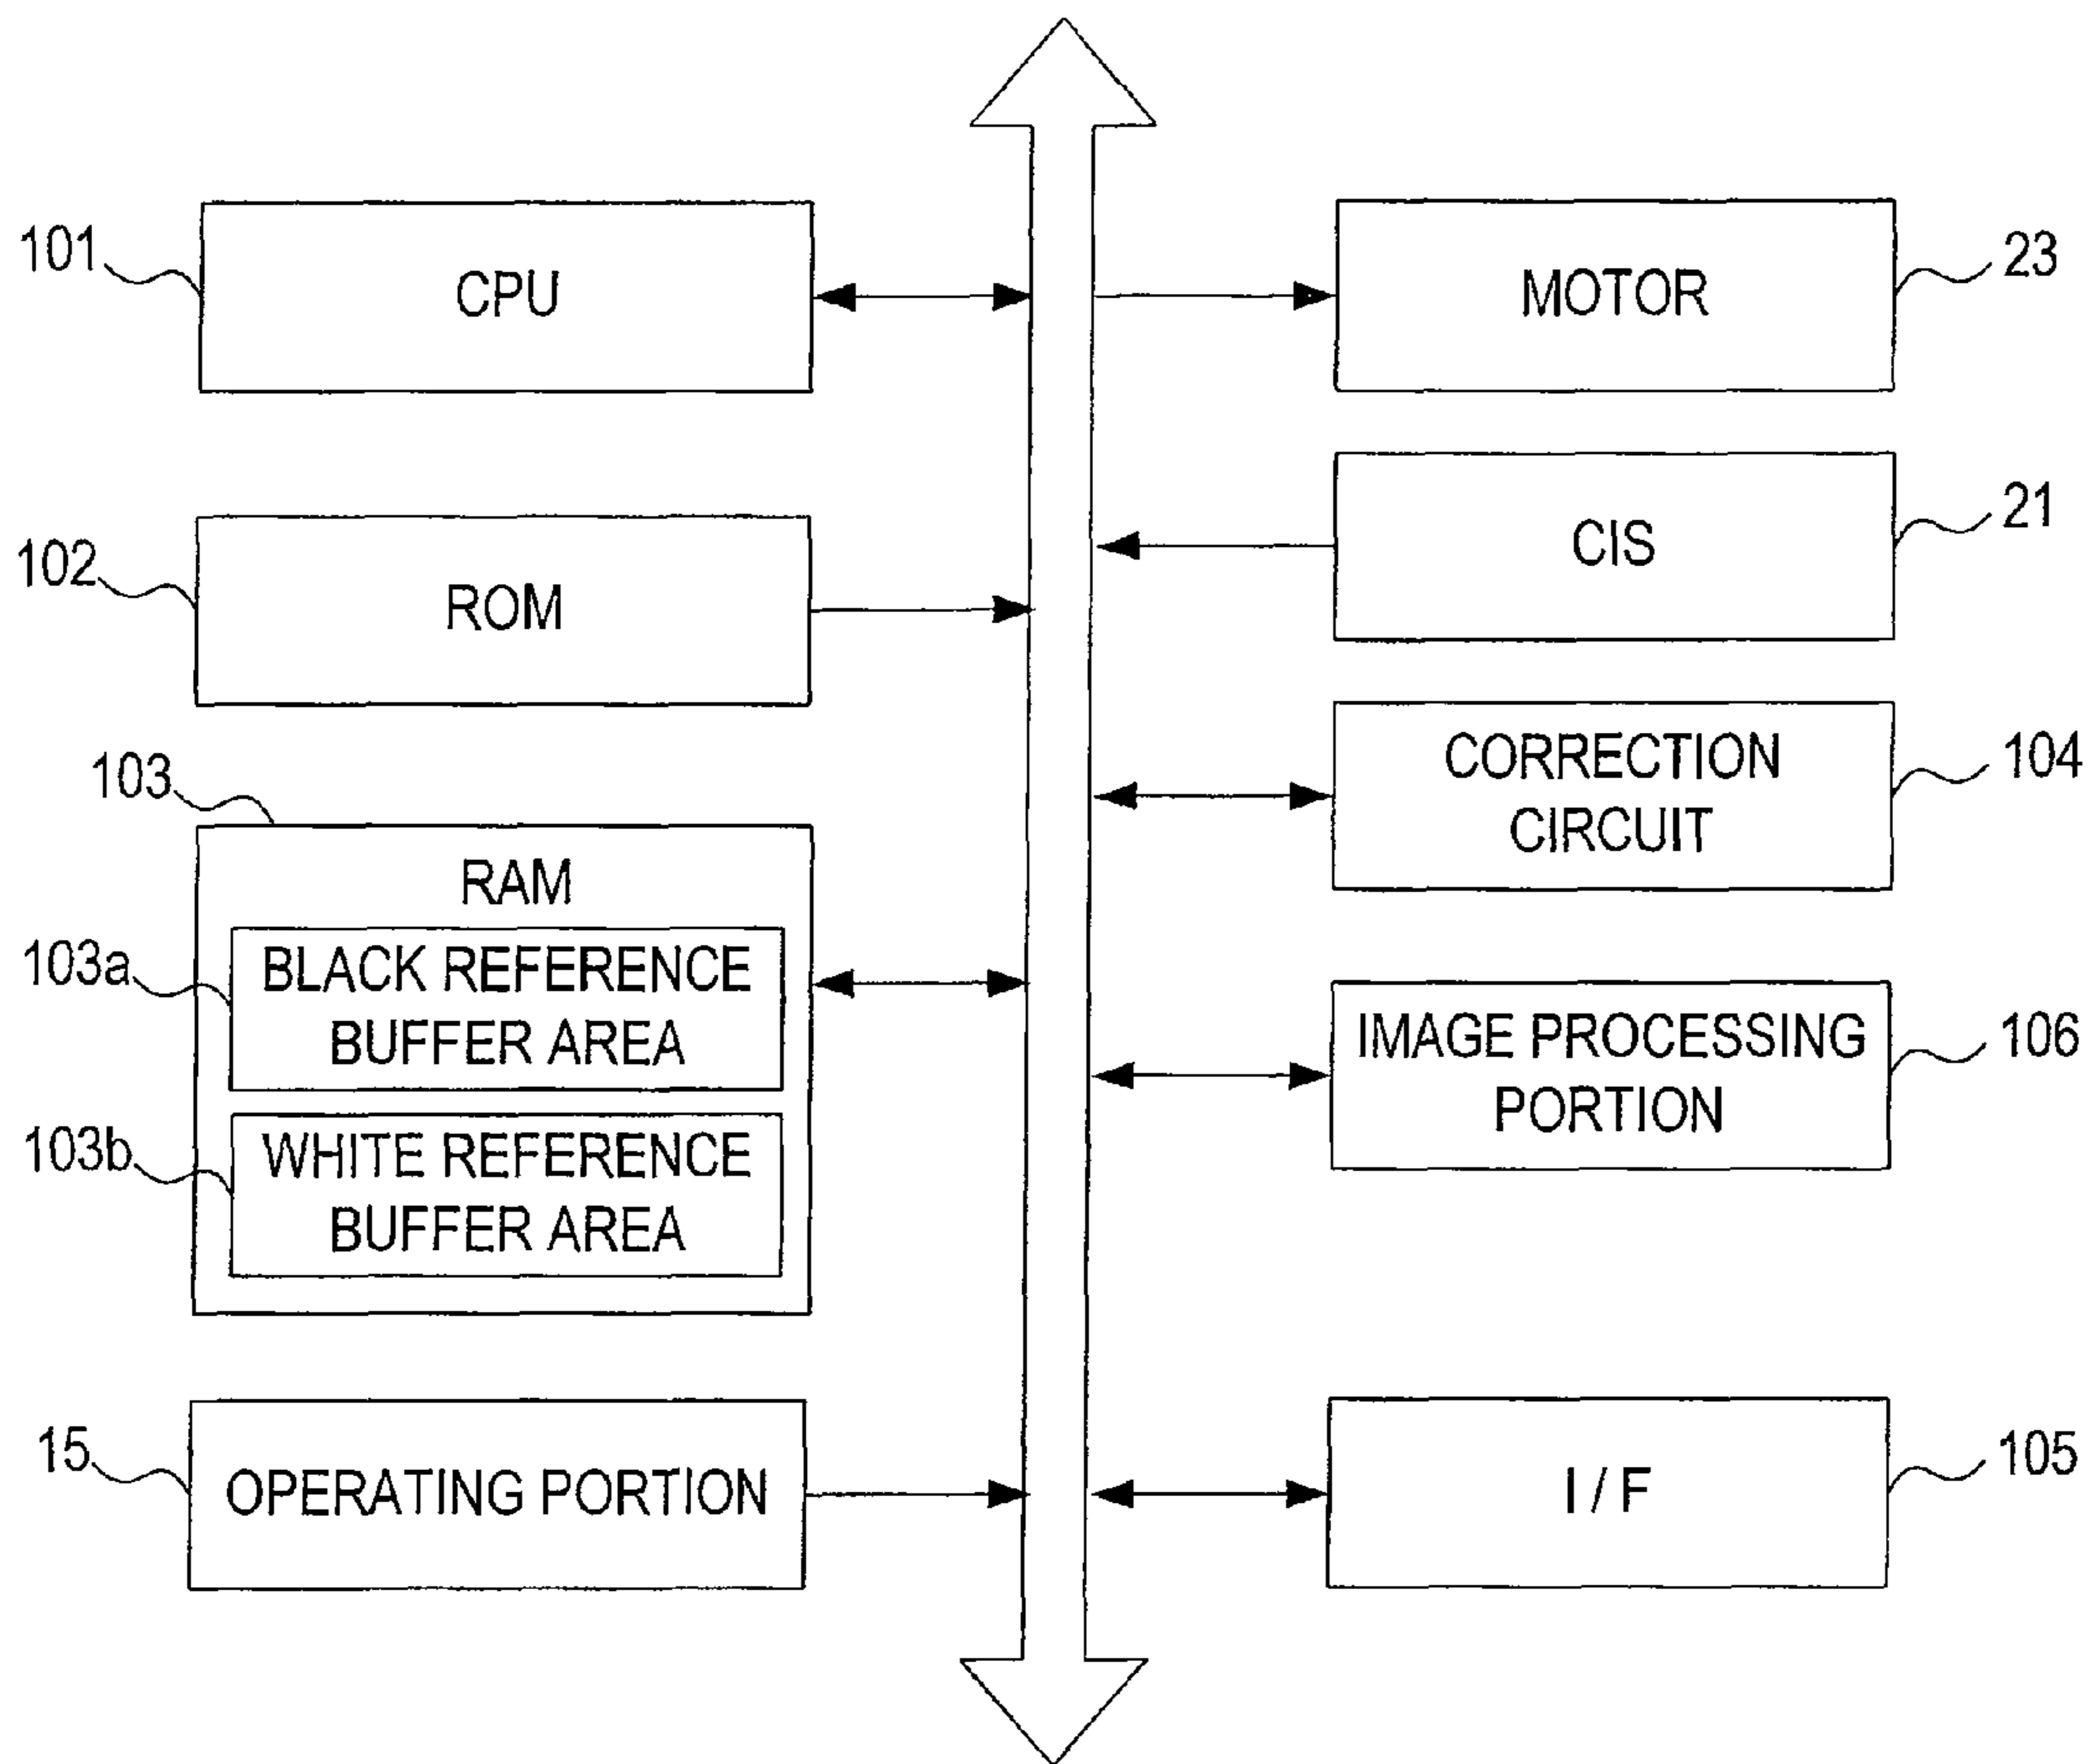 101
CPU
102
ROM
103
RAM
103a
BLACK REFERENCE
BUFFER AREA
103b
WHITE REFERENCE
BUFFER AREA
15
OPERATING PORTION
MOTOR
23
CIS
21
CORRECTION
CIRCUIT
104
IMAGE PROCESSING
PORTION
106
I / F
105